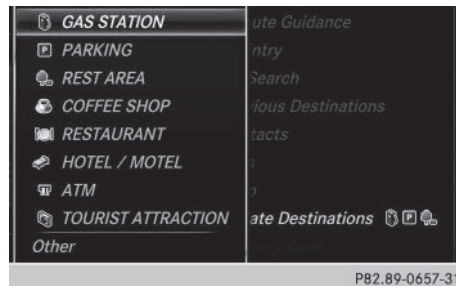 GAS STATION
ute Guidance
PARKING
ntry
REST AREA
Search
COFFEE SHOP
vious Destinations
RESTAURANT
tacts
HOTEL / MOTEL
ATM
TOURIST ATTRACTION
ate Destinations
Other
P82.89-0657-31